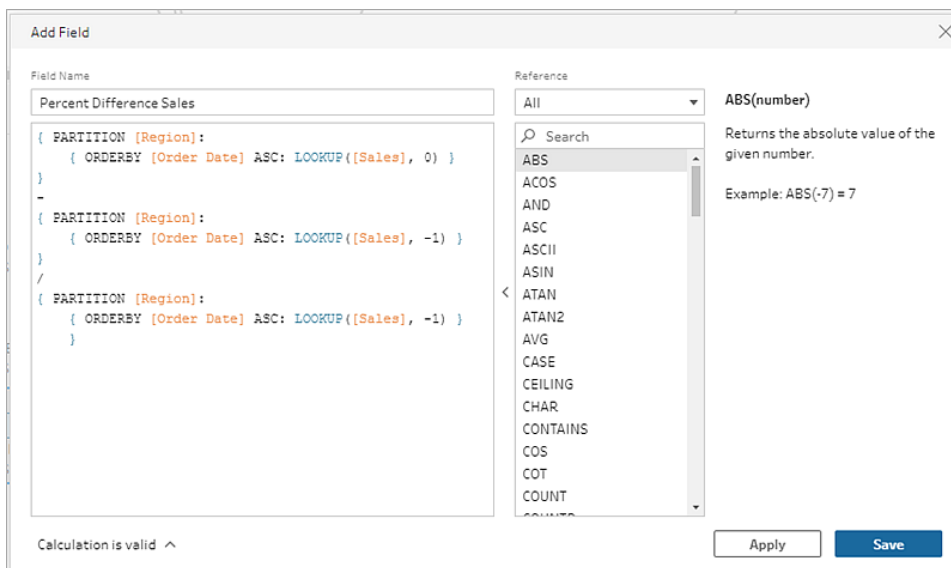 Add Field
Field Name
Percent Difference Sales
{ PARTITION [Region]:
{ ORDERBY [Order Date] ASC: LOOKUP([Sales], 0) }
}
-
{ PARTITION [Region]:
{ ORDERBY [Order Date] ASC: LOOKUP([Sales], -1) }
}
/
{ PARTITION [Region]:
{ ORDERBY [Order Date] ASC: LOOKUP([Sales], -1) }
}
Reference
All
Search
ABS
ACOS
AND
ASC
ASCII
ASIN
ATAN
ATAN2
AVG
CASE
CEILING
CHAR
CONTAINS
COS
COT
COUNT
ABS(number)
Returns the absolute value of the
given number.
Example: ABS(-7) = 7
Calculation is valid
Apply
Save